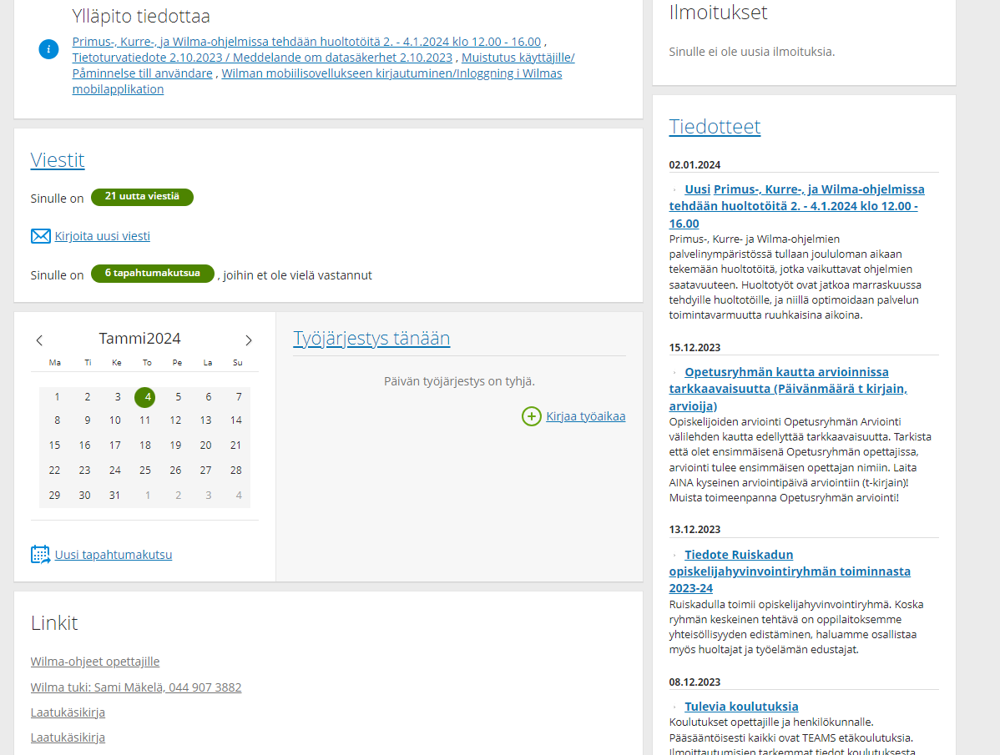 Ylläpito tiedottaa
Primus-, Kurre-, ja Wilma-ohjelmissa tehdään huoltotöitä 2. - 4.1.2024 klo 12.00 - 16.00 ,
Tietoturvatiedote 2.10.2023 / Meddelande om datasäkerhet 2.10.2023 , Muistutus käyttäjille/
Påminnelse till användare , Wilman mobiilisovellukseen kirjautuminen/Inloggning i Wilmas
mobilapplikation
Viestit
Sinulle on 21 uutta viestiä
Kirjoita uusi viesti
Sinulle on 6 tapahtumakutsua , joihin et ole vielä vastannut
Tammi2024
Ma Ti Ke To Pe La Su
1 2 3 4 5 6 7
8 9 10 11 12 13 14
15 16 17 18 19 20 21
22 23 24 25 26 27 28
29 30 31 1 2 3 4
Uusi tapahtumakutsu
Työjärjestys tänään
Päivän työjärjestys on tyhjä.
Kirjaa työaikaa
Linkit
Wilma-ohjeet opettajille
Wilma tuki: Sami Mäkelä, 044 907 3882
Laatukäsikirja
Laatukäsikirja
Ilmoitukset
Sinulle ei ole uusia ilmoituksia.
Tiedotteet
02.01.2024
Uusi Primus-, Kurre-, ja Wilma-ohjelmissa
tehdään huoltotöitä 2. - 4.1.2024 klo 12.00 -
16.00
Primus-, Kurre- ja Wilma-ohjelmien
palvelinympäristössä tullaan joululoman aikaan
tekemään huoltotöitä, jotka vaikuttavat ohjelmien
saatavuuteen. Huoltotyöt ovat jatkoa marraskuussa
tehdyille huoltotöille, ja niillä optimoidaan palvelun
toimintavarmuutta ruuhkaisina aikoina.
15.12.2023
Opetusryhmän kautta arvioinnissa
tarkkaavaisuutta (Päivänmäärä t kirjain,
arvioija)
Opiskelijoiden arviointi Opetusryhmän Arviointi
välilehden kautta edellyttää tarkkaavaisuutta. Tarkista
että olet ensimmäisenä Opetusryhmän opettajissa,
arviointi tulee ensimmäisen opettajan nimiin. Laita
AINA kyseinen arviointipäivä arviointiin (t-kirjain)!
Muista toimeenpanna Opetusryhmän arviointi!
13.12.2023
Tiedote Ruiskadun
opiskelijahyvinvointiryhmän toiminnasta
2023-24
Ruiskadulla toimii opiskelijahyvinvointiryhmä. Koska
ryhmän keskeinen tehtävä on oppilaitoksemme
yhteisöllisyyden edistäminen, haluamme osallistaa
myös huoltajat ja työelämän edustajat.
08.12.2023
Tulevia koulutuksia
Koulutukset opettajille ja henkilökunnalle.
Pääsääntöisesti kaikki ovat TEAMS etäkoulutuksia.
Ilmoittautumisien tarkemmat tiedot koulutuksesta